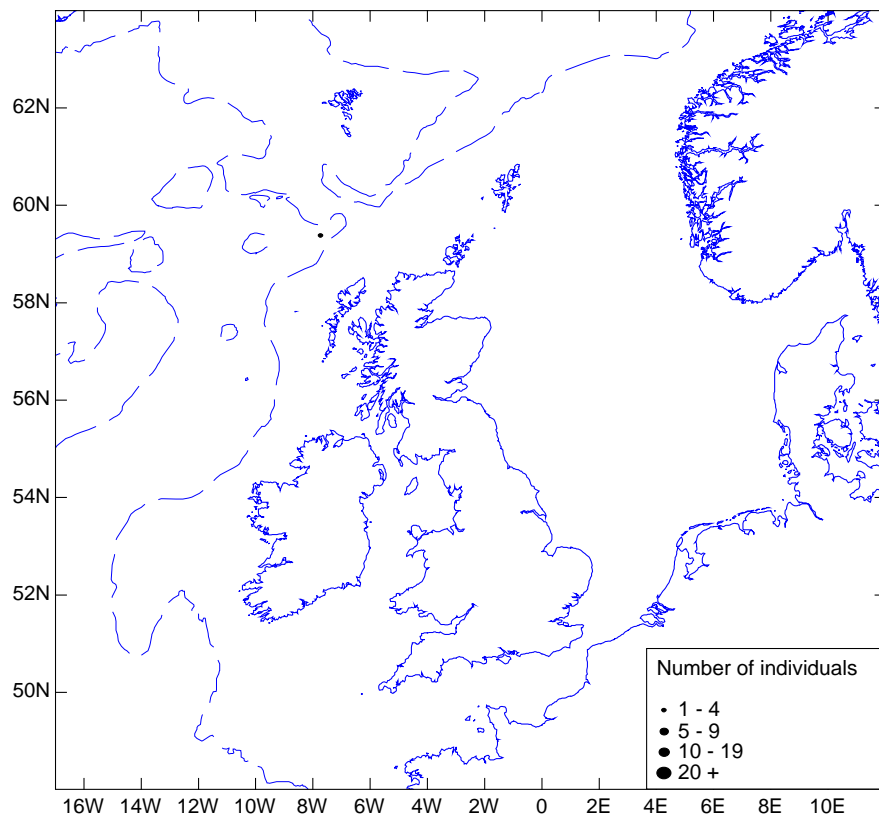 62N
60N
58N
56N
54N
52N
50N
Number of individuals
1 - 4
5 - 9
10 - 19
20 +
16W 14W 12W 10W 8W 6W 4W 2W 0 2E 4E 6E 8E 10E